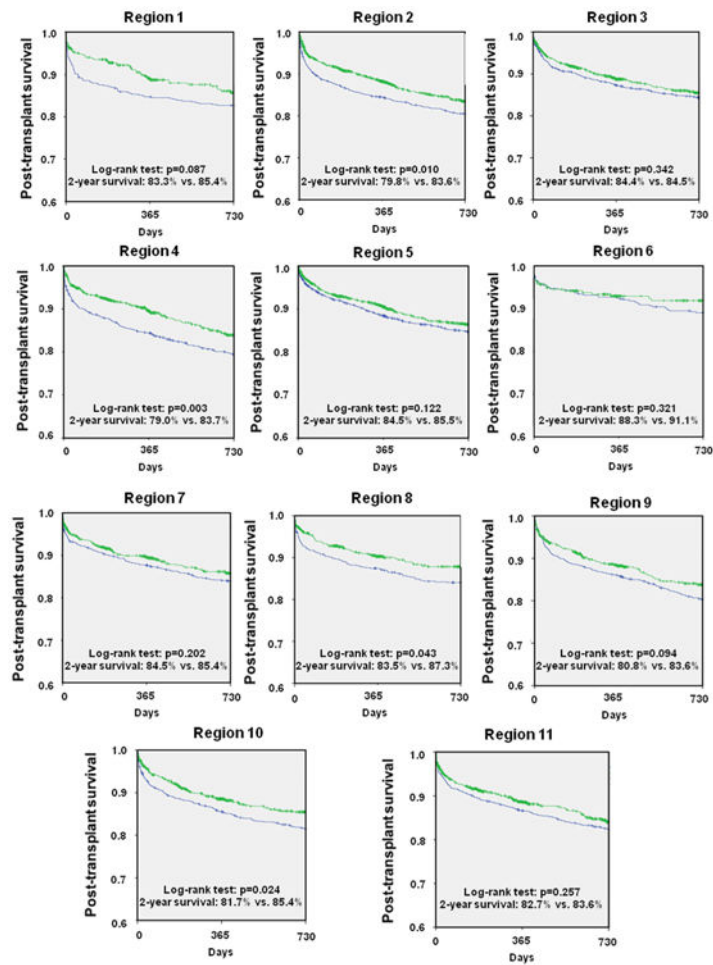 Region 1
Post-transplant survival
1.0
0.9
0.8
0.7
0.6
Log-rank test: p=0.087
2-year survival: 83.3% vs. 85.4%
0
365
730
Days
Region 2
Post-transplant survival
1.0
0.9
0.8
0.7
0.6
Log-rank test: p=0.010
2-year survival: 79.8% vs. 83.6%
0
365
730
Days
Region 3
Post-transplant survival
1.0
0.9
0.8
0.7
0.6
Log-rank test: p=0.342
2-year survival: 84.4% vs. 84.5%
0
365
730
Days
Region 4
Post-transplant survival
1.0
0.9
0.8
0.7
0.6
Log-rank test: p=0.003
2-year survival: 79.0% vs. 83.7%
0
365
730
Days
Region 5
Post-transplant survival
1.0
0.9
0.8
0.7
0.6
Log-rank test: p=0.122
2-year survival: 84.5% vs. 85.5%
0
365
730
Days
Region 6
Post-transplant survival
1.0
0.9
0.8
0.7
0.6
Log-rank test: p=0.321
2-year survival: 88.3% vs. 91.1%
0
365
730
Days
Region 7
Post-transplant survival
1.0
0.9
0.8
0.7
0.6
Log-rank test: p=0.202
2-year survival: 84.5% vs. 85.4%
0
365
730
Days
Region 8
Post-transplant survival
1.0
0.9
0.8
0.7
0.6
Log-rank test: p=0.043
2-year survival: 83.5% vs. 87.3%
0
365
730
Days
Region 9
Post-transplant survival
1.0
0.9
0.8
0.7
0.6
Log-rank test: p=0.094
2-year survival: 80.8% vs. 83.6%
0
365
730
Days
Region 10
Post-transplant survival
1.0
0.9
0.8
0.7
0.6
Log-rank test: p=0.024
2-year survival: 81.7% vs. 85.4%
0
365
730
Days
Region 11
Post-transplant survival
1.0
0.9
0.8
0.7
0.6
Log-rank test: p=0.257
2-year survival: 82.7% vs. 83.6%
0
365
730
Days